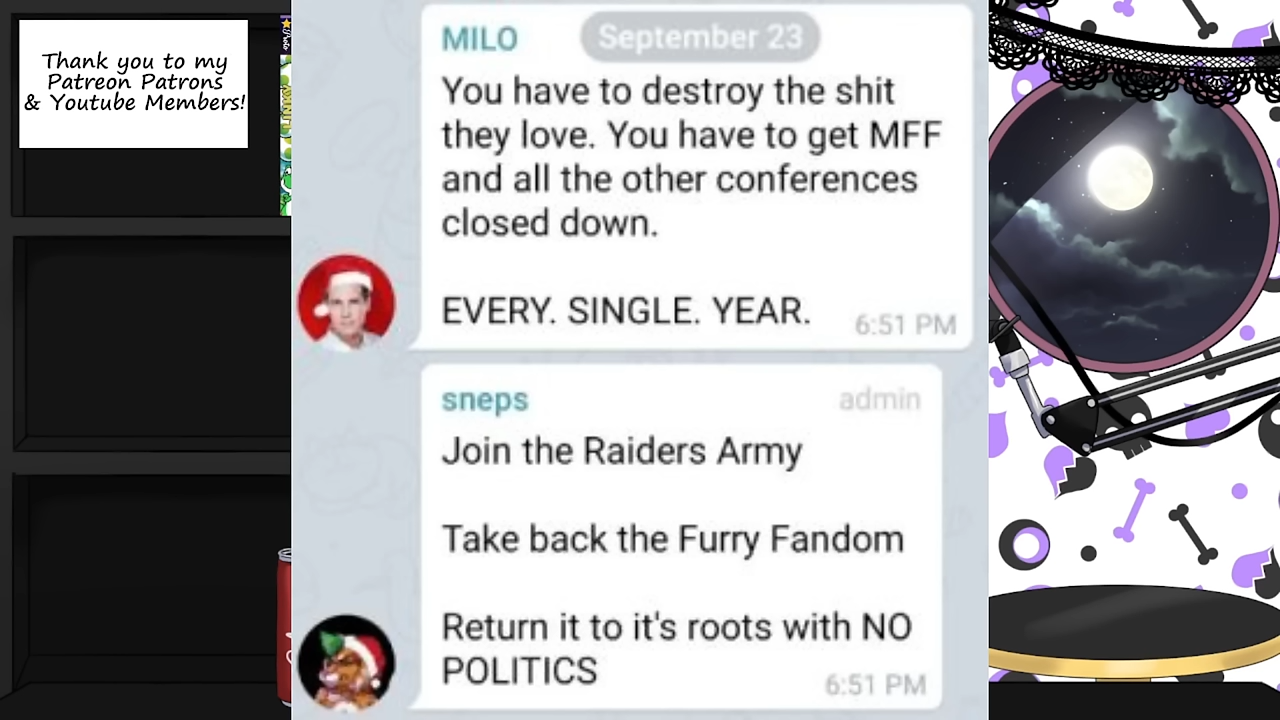 Thank you to my
Patreon Patrons
& Youtube Members!
MILO
September 23
You have to destroy the shit
they love. You have to get MFF
and all the other conferences
closed down.
EVERY. SINGLE. YEAR.
6:51 PM
sneps
admin
Join the Raiders Army
Take back the Furry Fandom
Return it to it's roots with NO
POLITICS
6:51 PM